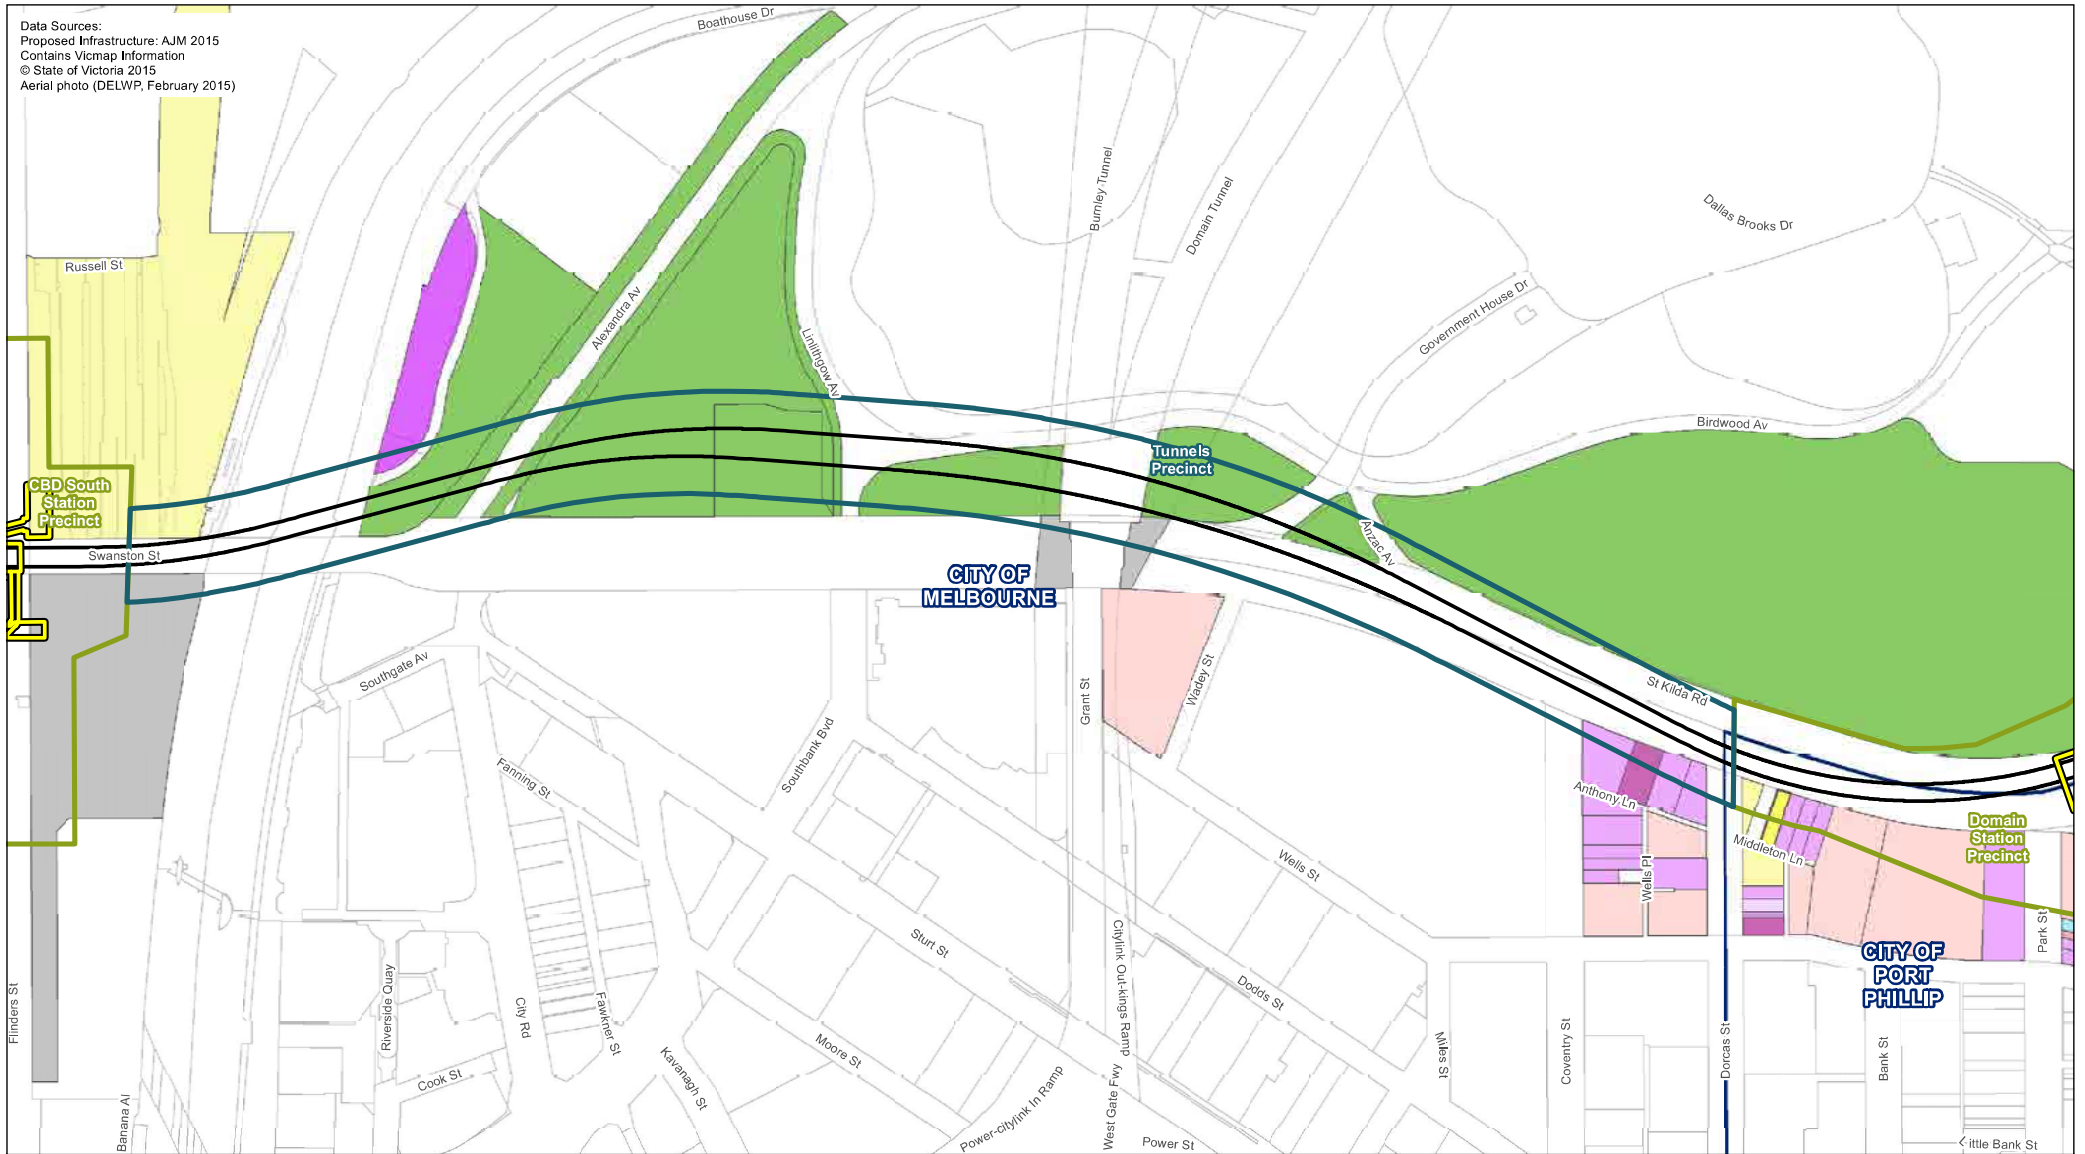 Data Sources:
Proposed Infrastructure: AJM 2015
Contains Vicmap Information
© State of Victoria 2015
Aerial photo (DELWP, February 2015)
Boathouse Dr
Burnley Tunnel
Domain Tunnel
Dallas Brooks Dr
Russell St
Alexandra Av
Linlithgow Av
Government House Dr
Birdwood Av
Tunnels
Precinct
CBD South
Station
Precinct
Swanston St
Anzac Av
CITY OF
MELBOURNE
Southgate Av
Grant St
Wadey St
St Kilda Rd
Southbank Blvd
Fanning St
Anthony Ln
Middleton Ln
Domain
Station
Precinct
Wells St
Wells Pl
Sturt St
Citylink Out-kings Ramp
Park St
CITY OF
PORT
PHILLIP
Dodds St
Flinders St
Riverside Quay
City Rd
Fawkner St
Moore St
Kavanagh St
Cook St
Miles St
Coventry St
Dorcas St
Bank St
Banana Al
Power-citylink In Ramp
West Gate Fwy
Power St
ittle Bank St